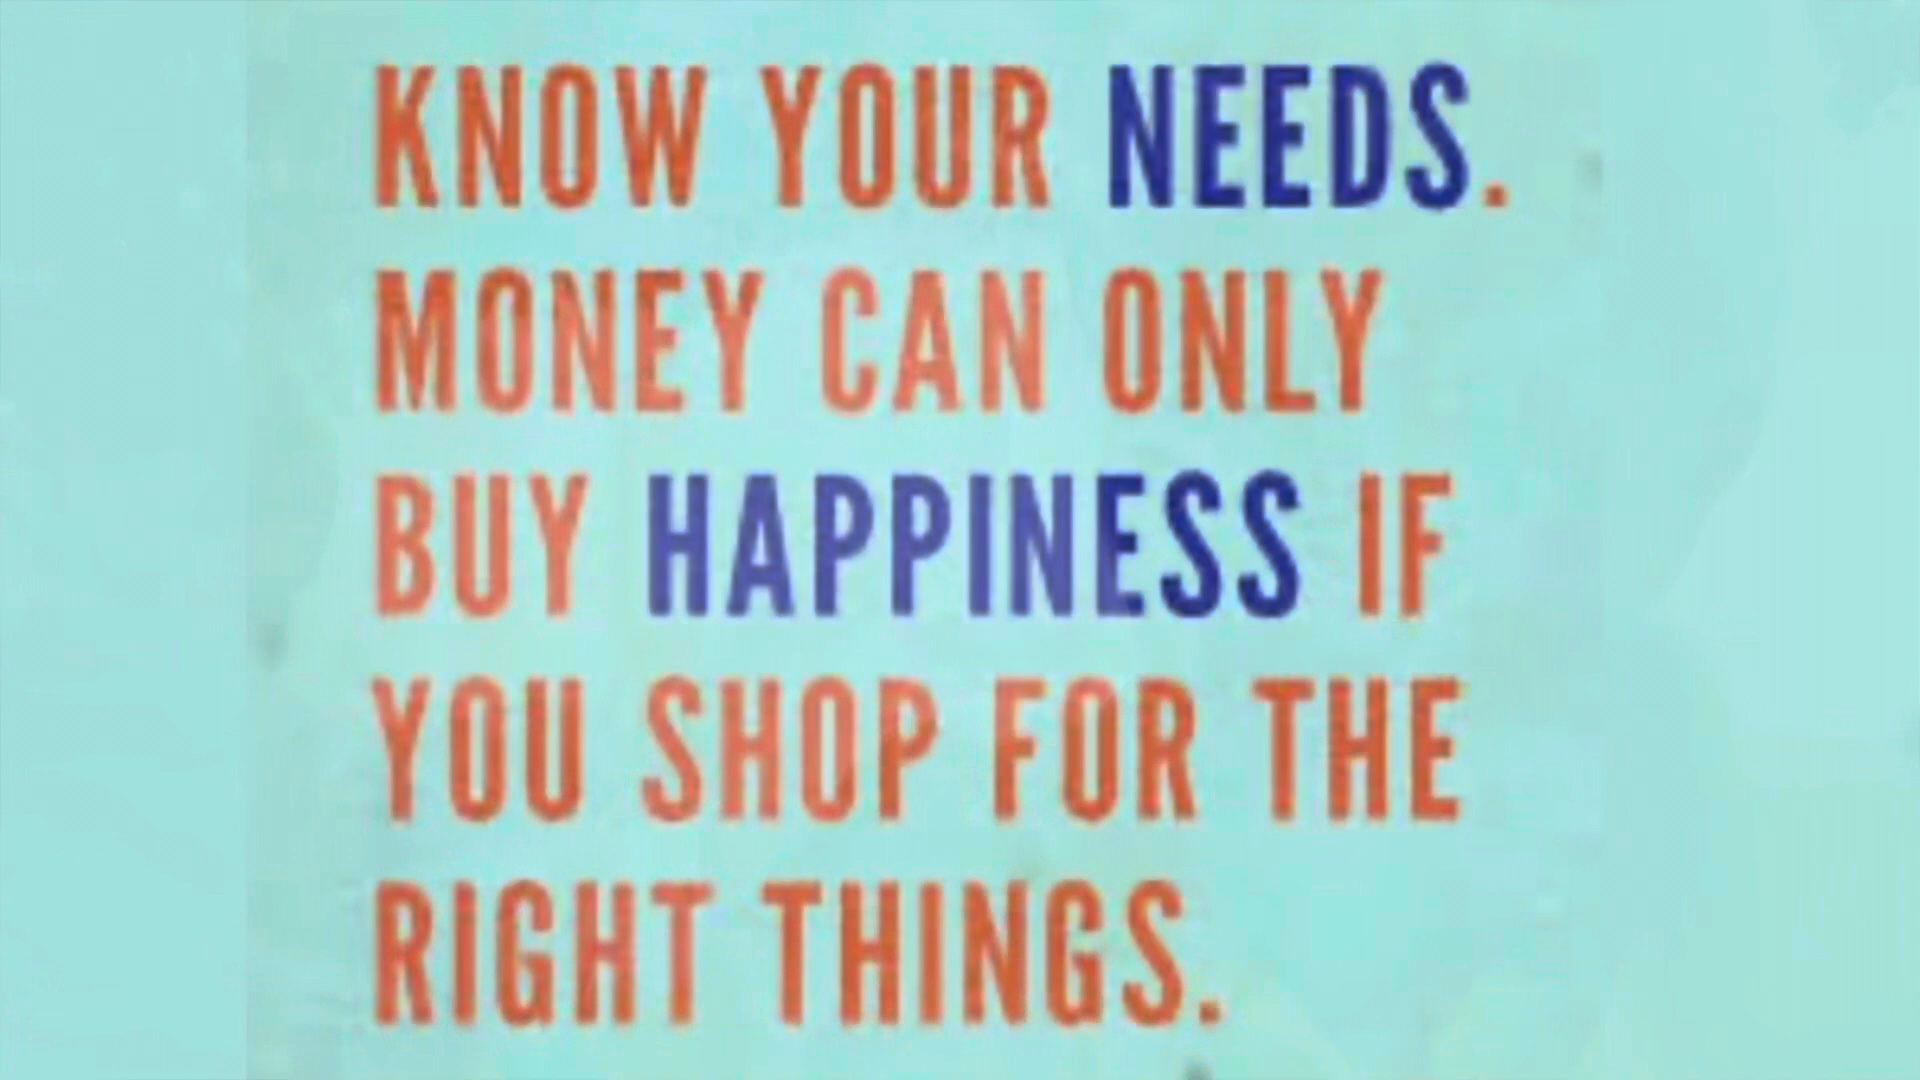 KNOW YOUR NEEDS.
MONEY CAN ONLY
BUY HAPPINESS IF
YOU SHOP FOR THE
RIGHT THINGS.